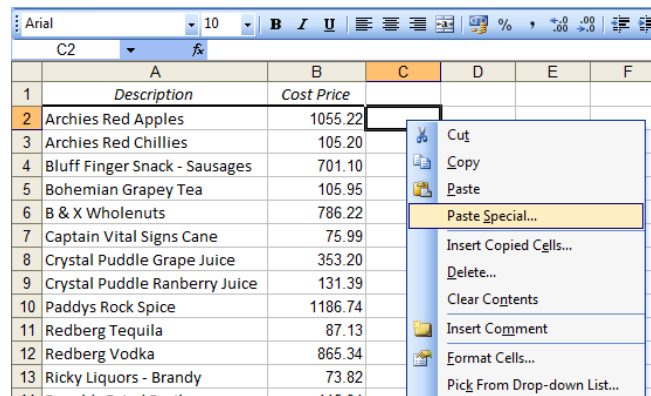 Arial 10 B I U % , .0 .00
C2 fx
A B C D E F
1 Description Cost Price
2 Archies Red Apples 1055.22
3 Archies Red Chillies 105.20
4 Bluff Finger Snack - Sausages 701.10
5 Bohemian Grapey Tea 105.95
6 B & X Wholenuts 786.22
7 Captain Vital Signs Cane 75.99
8 Crystal Puddle Grape Juice 353.20
9 Crystal Puddle Ranberry Juice 131.39
10 Paddys Rock Spice 1186.74
11 Redberg Tequila 87.13
12 Redberg Vodka 865.34
13 Ricky Liquors - Brandy 73.82
Cut
Copy
Paste
Paste Special...
Insert Copied Cells...
Delete...
Clear Contents
Insert Comment
Format Cells...
Pick From Drop-down List...